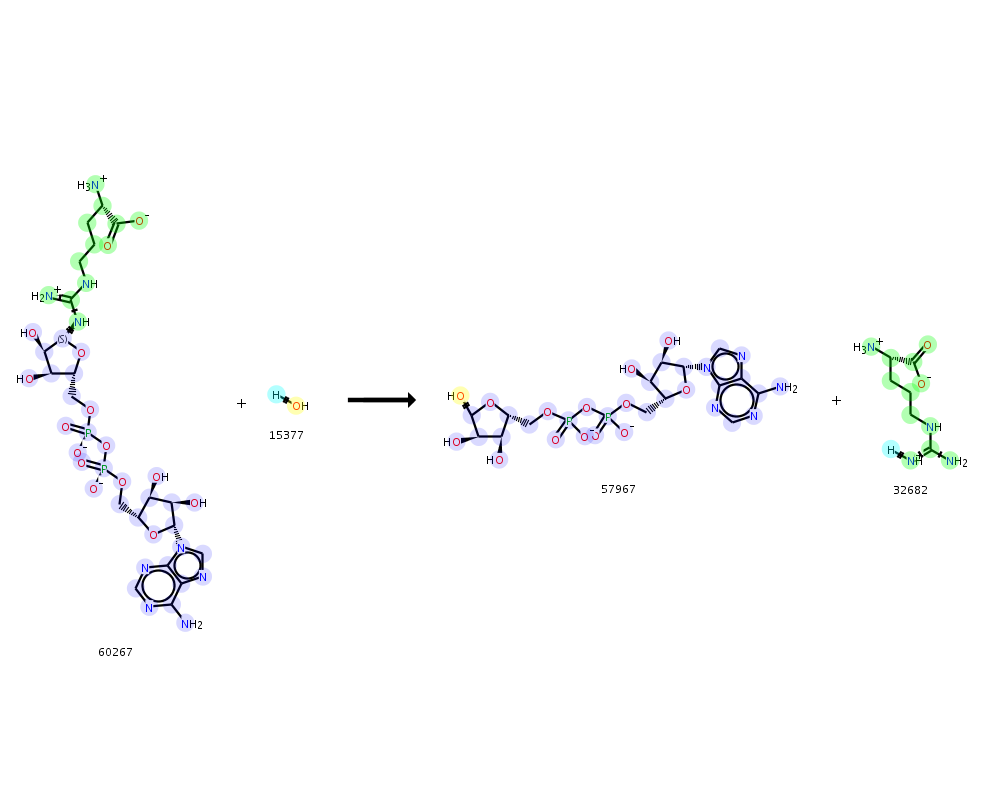 H3N+
O-
O
NH
H2N+
NH
HO
(S)
O
HO
O
O
P
O-
O
O
P
O-
O
OH
OH
O
N
N
N
N
NH2
60267
+
H
OH
15377
HO
O
HO
HO
O
P
O
O-
O
P
O
O-
O
HO
OH
O
N
N
N
N
NH2
57967
+
H3N+
O
O-
NH
H
NH
NH2
32682